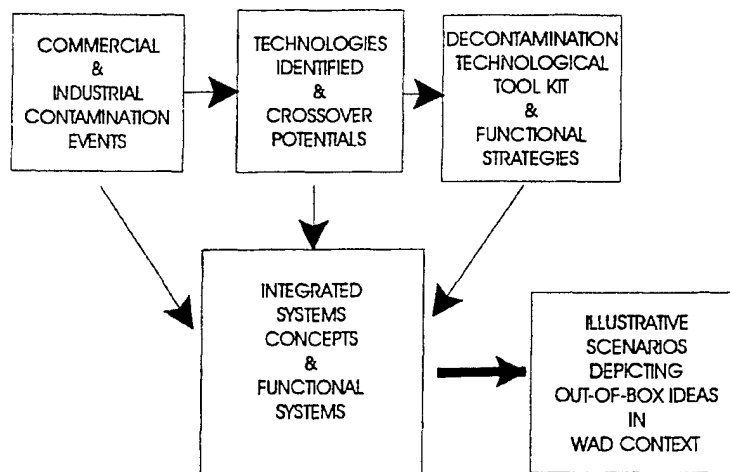 COMMERCIAL
&
INDUSTRIAL
CONTAMINATION
EVENTS
TECHNOLOGIES
IDENTIFIED
&
CROSSOVER
POTENTIALS
DECONTAMINATION
TECHNOLOGICAL
TOOL KIT
&
FUNCTIONAL
STRATEGIES
INTEGRATED
SYSTEMS
CONCEPTS
&
FUNCTIONAL
SYSTEMS
ILLUSTRATIVE
SCENARIOS
DEPICTING
OUT-OF-BOX IDEAS
IN
WAD CONTEXT